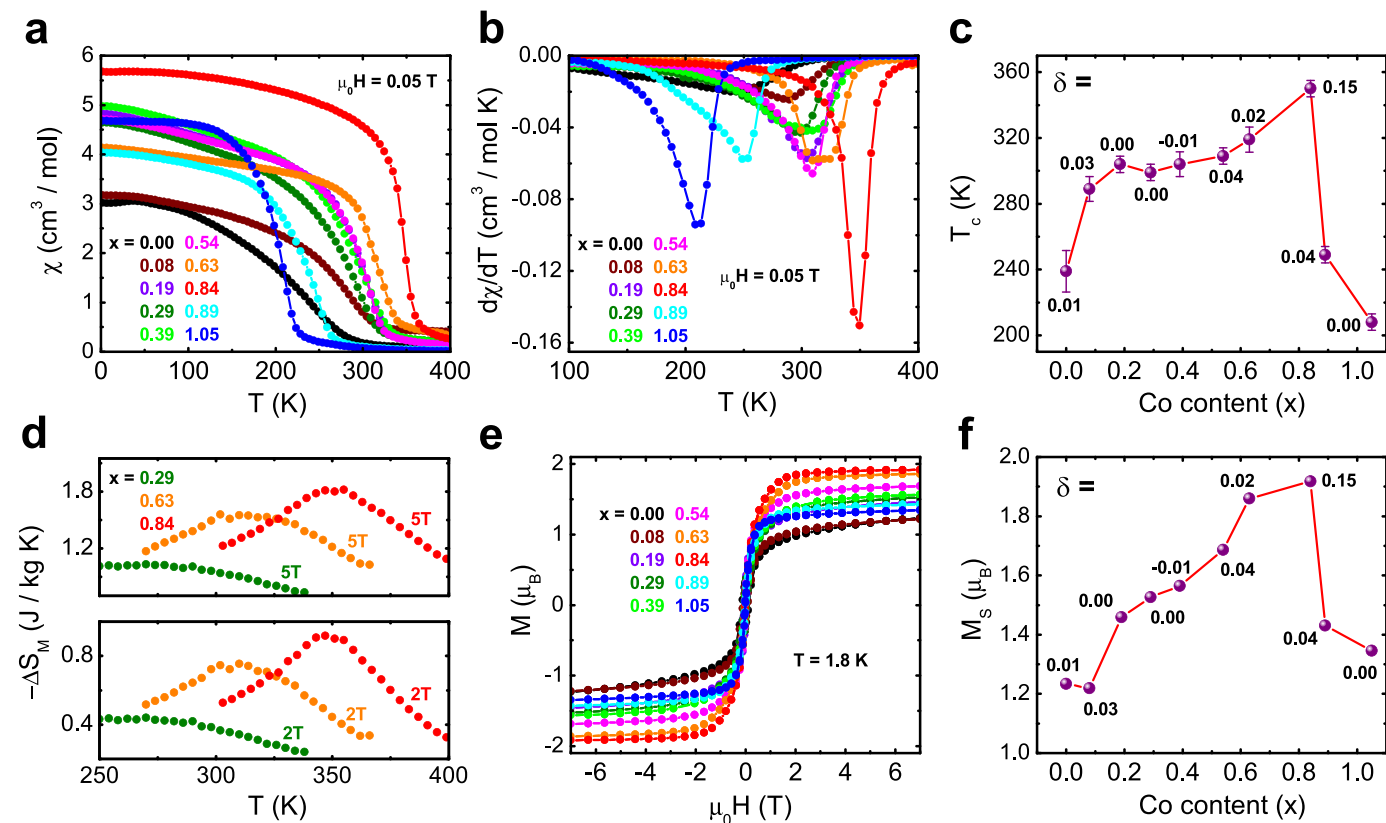 a
χ (cm³ / mol)
6
5
4
3
2
1
0
μ₀H = 0.05 T
x = 0.00 0.54
0.08 0.63
0.19 0.84
0.29 0.89
0.39 1.05
0 100 200 300 400
T (K)
b
dχ/dT (cm³ / mol K)
0.00
-0.04
-0.08
-0.12
-0.16
x = 0.00 0.54
0.08 0.63
0.19 0.84
0.29 0.89
0.39 1.05
μ₀H = 0.05 T
100 200 300 400
T (K)
c
T_c (K)
360
320
280
240
200
δ =
0.01
0.03
0.00
0.00
-0.01
0.04
0.02
0.15
0.04
0.00
0.0 0.2 0.4 0.6 0.8 1.0
Co content (x)
d
−ΔS_M (J / kg K)
x = 0.29
0.63
0.84
1.8
1.2
5T
5T
5T
0.8
0.4
2T
2T
2T
250 300 350 400
T (K)
e
M (μ_B)
2
1
0
-1
-2
x = 0.00 0.54
0.08 0.63
0.19 0.84
0.29 0.89
0.39 1.05
T = 1.8 K
-6 -4 -2 0 2 4 6
μ₀H (T)
f
M_S (μ_B)
2.0
1.8
1.6
1.4
1.2
1.0
δ =
0.01
0.03
0.00
0.00
-0.01
0.04
0.02
0.15
0.04
0.00
0.0 0.2 0.4 0.6 0.8 1.0
Co content (x)